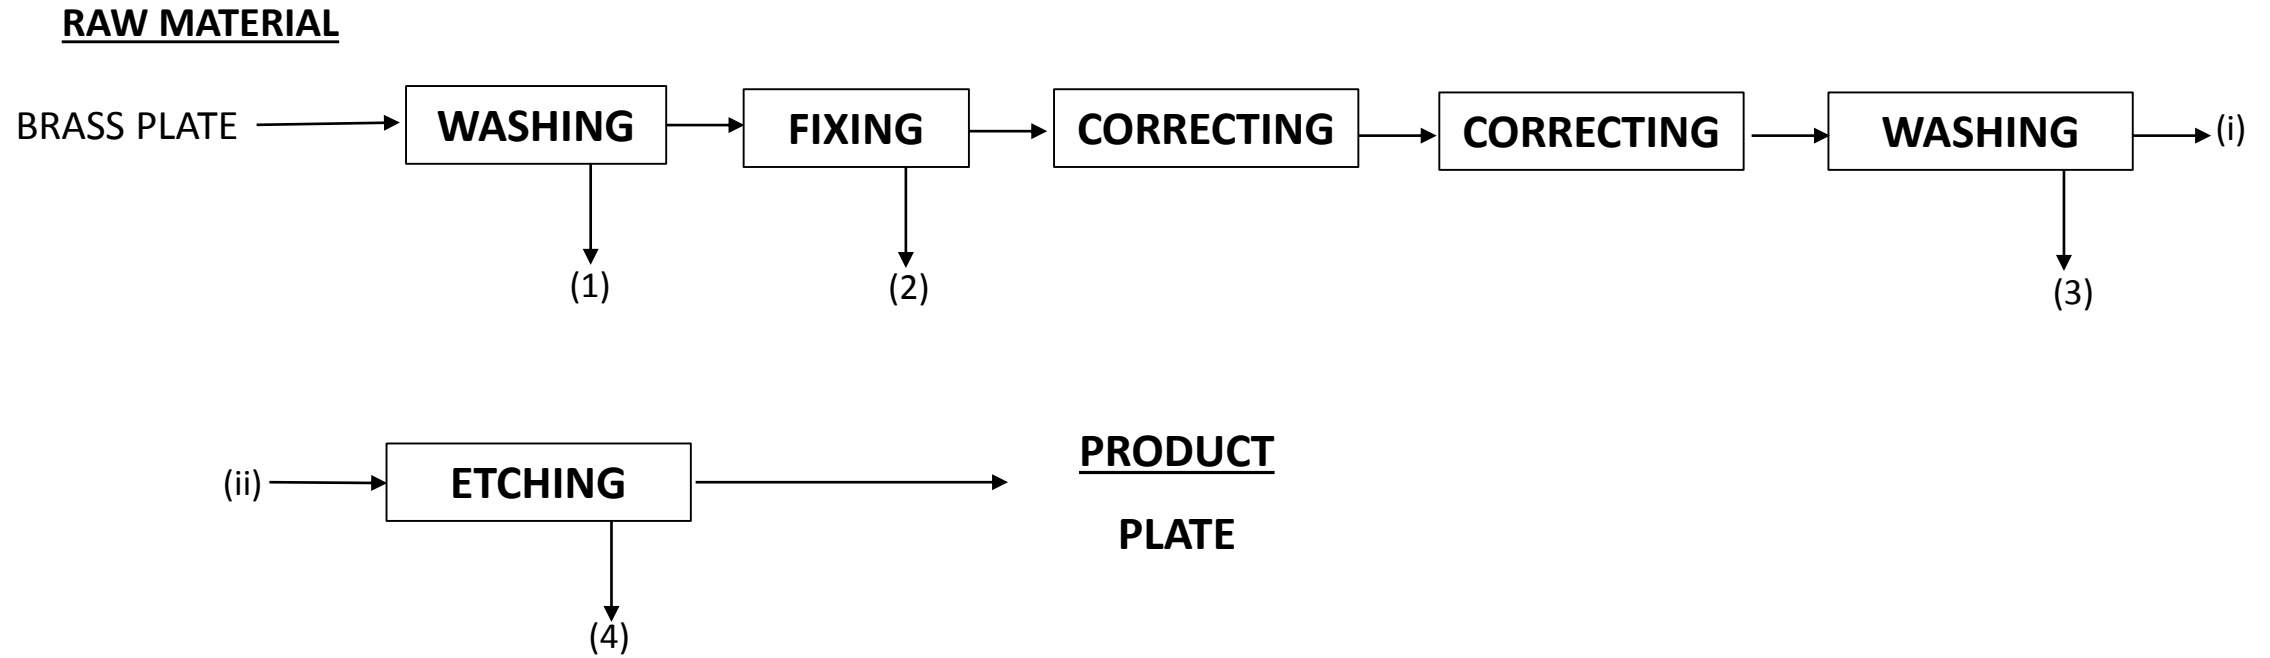 RAW MATERIAL
BRASS PLATE WASHING FIXING CORRECTING CORRECTING WASHING (i)
(1) (2) (3)
(ii) ETCHING PRODUCT
PLATE
(4)